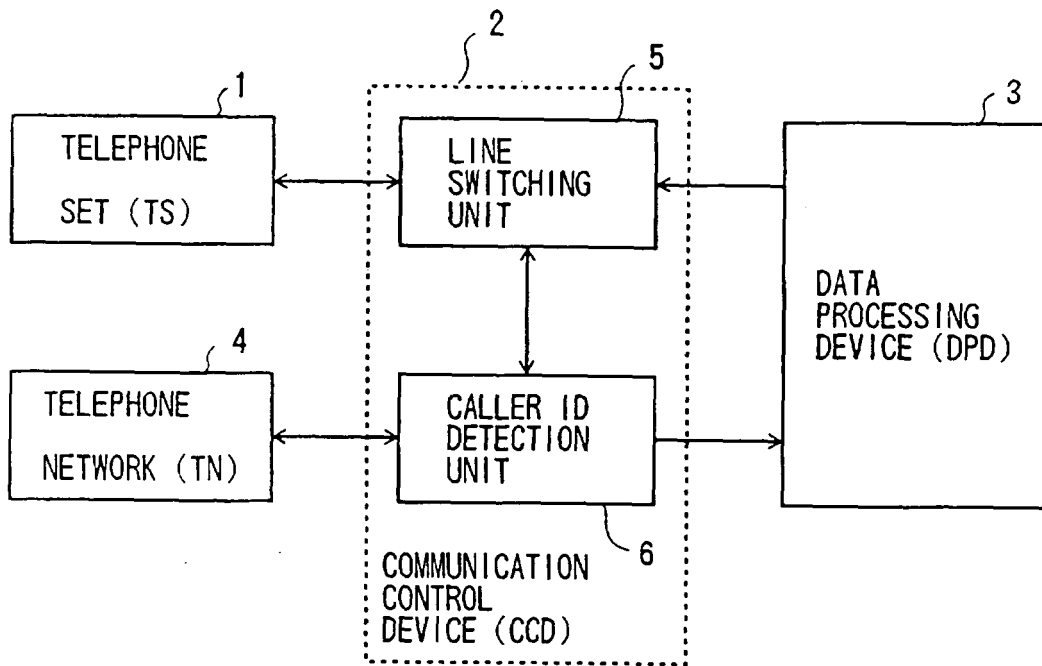 2
5
1
3
TELEPHONE
SET (TS)
LINE
SWITCHING
UNIT
DATA
PROCESSING
DEVICE (DPD)
4
TELEPHONE
NETWORK (TN)
CALLER ID
DETECTION
UNIT
6
COMMUNICATION
CONTROL
DEVICE (CCD)